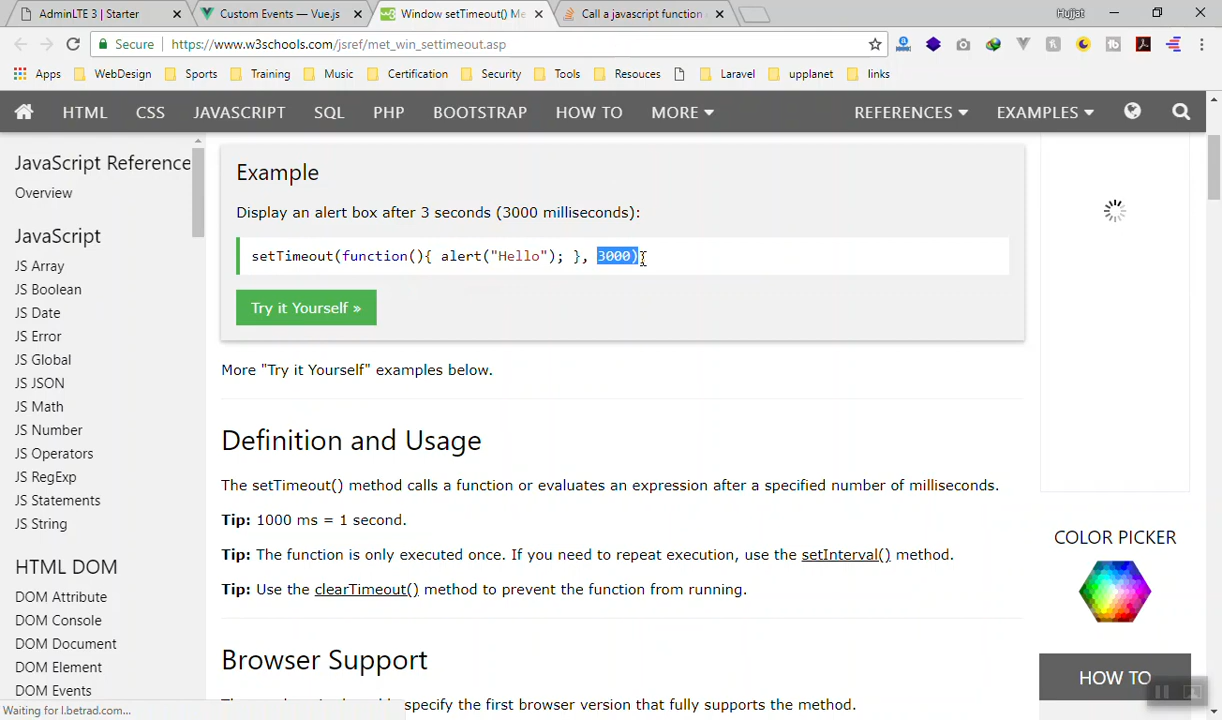 AdminLTE 3 | Starter
Custom Events — Vue.js
Window setTimeout() Me
Call a javascript function
Hujjat
Secure
https://www.w3schools.com/jsref/met_win_settimeout.asp
Apps
WebDesign
Sports
Training
Music
Certification
Security
Tools
Resouces
Laravel
upplanet
links
HTML
CSS
JAVASCRIPT
SQL
PHP
BOOTSTRAP
HOW TO
MORE
REFERENCES
EXAMPLES
JavaScript Reference
Overview
JavaScript
JS Array
JS Boolean
JS Date
JS Error
JS Global
JS JSON
JS Math
JS Number
JS Operators
JS RegExp
JS Statements
JS String
HTML DOM
DOM Attribute
DOM Console
DOM Document
DOM Element
DOM Events
Example
Display an alert box after 3 seconds (3000 milliseconds):
setTimeout(function(){ alert("Hello"); }, 3000)
Try it Yourself »
More "Try it Yourself" examples below.
Definition and Usage
The setTimeout() method calls a function or evaluates an expression after a specified number of milliseconds.
Tip: 1000 ms = 1 second.
Tip: The function is only executed once. If you need to repeat execution, use the setInterval() method.
Tip: Use the clearTimeout() method to prevent the function from running.
Browser Support
specify the first browser version that fully supports the method.
COLOR PICKER
HOW TO
Waiting for l.betrad.com...